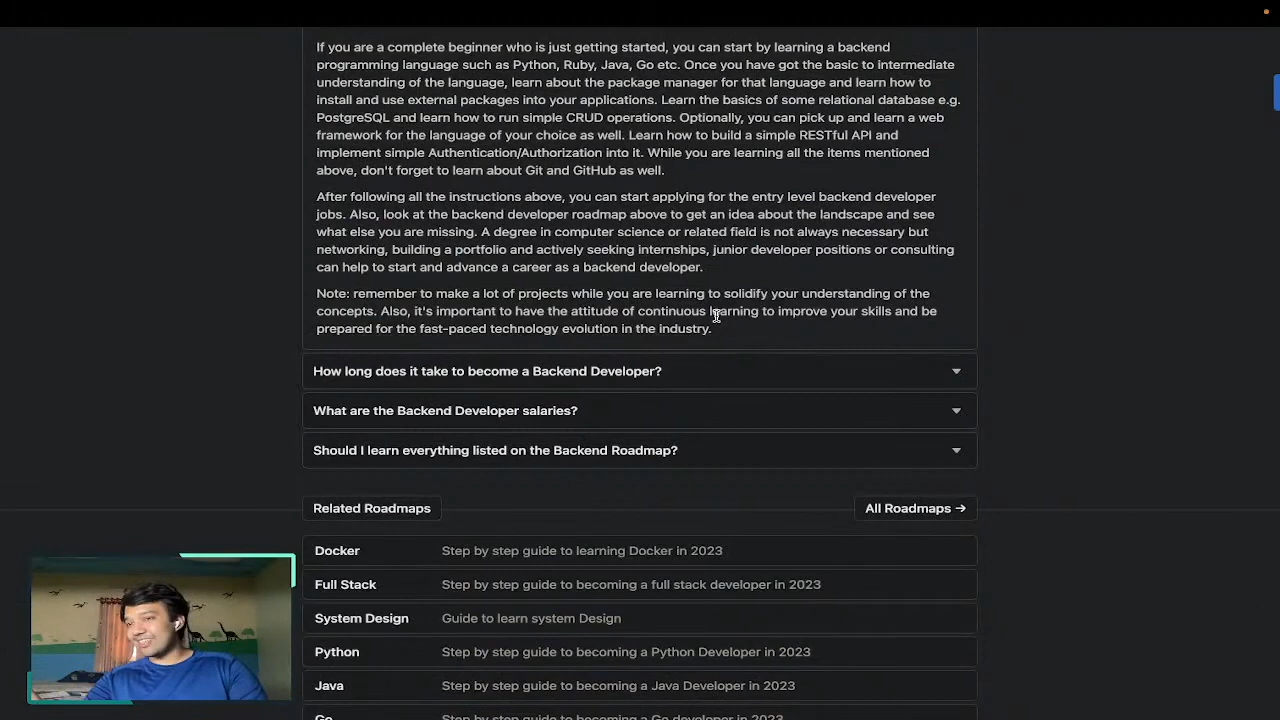 If you are a complete beginner who is just getting started, you can start by learning a backend
programming language such as Python, Ruby, Java, Go etc. Once you have got the basic to intermediate
understanding of the language, learn about the package manager for that language and learn how to
install and use external packages into your applications. Learn the basics of some relational database e.g.
PostgreSQL and learn how to run simple CRUD operations. Optionally, you can pick up and learn a web
framework for the language of your choice as well. Learn how to build a simple RESTful API and
implement simple Authentication/Authorization into it. While you are learning all the items mentioned
above, don't forget to learn about Git and GitHub as well.
After following all the instructions above, you can start applying for the entry level backend developer
jobs. Also, look at the backend developer roadmap above to get an idea about the landscape and see
what else you are missing. A degree in computer science or related field is not always necessary but
networking, building a portfolio and actively seeking internships, junior developer positions or consulting
can help to start and advance a career as a backend developer.
Note: remember to make a lot of projects while you are learning to solidify your understanding of the
concepts. Also, it's important to have the attitude of continuous learning to improve your skills and be
prepared for the fast-paced technology evolution in the industry.
How long does it take to become a Backend Developer?
What are the Backend Developer salaries?
Should I learn everything listed on the Backend Roadmap?
Related Roadmaps
All Roadmaps →
Docker Step by step guide to learning Docker in 2023
Full Stack Step by step guide to becoming a full stack developer in 2023
System Design Guide to learn system Design
Python Step by step guide to becoming a Python Developer in 2023
Java Step by step guide to becoming a Java Developer in 2023
Go Step by step guide to becoming a Go developer in 2023